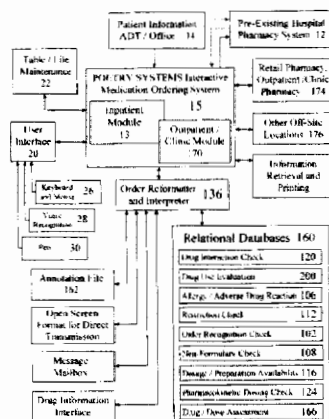 Patient Information
ADT / Office 14
Pre-Existing Hospital
Pharmacy System 12
Table / File
Maintenance
22
SYSTEMS Interactive
Medication Ordering System
15
Inpatient
Module
13
Outpatient /
Clinic Module
170
Retail Pharmacy,
Outpatient /Clinic
Pharmacy 174
Other Off-Site
Locations 176
Information
Retrieval and
Printing
User
Interface
20
Keyboard
and Mouse 26
Voice
Recognition 28
Pen 30
Order Reformatter
and Interpreter 136
Annotation File
162
Open Screen
Format for Direct
Transmission
Message
Mailbox
Drug Information
Interface
Relational Databases 160
Drug Interaction Check 120
Drug Use Evaluation 200
Allergy / Adverse Drug Reaction 106
Restriction Check 112
Order Recognition Check 102
Non Formulary Check 108
Dosage / Preparation Availability 116
Pharmacokinetic Dosing Check 124
Drug / Dose Assessment 166